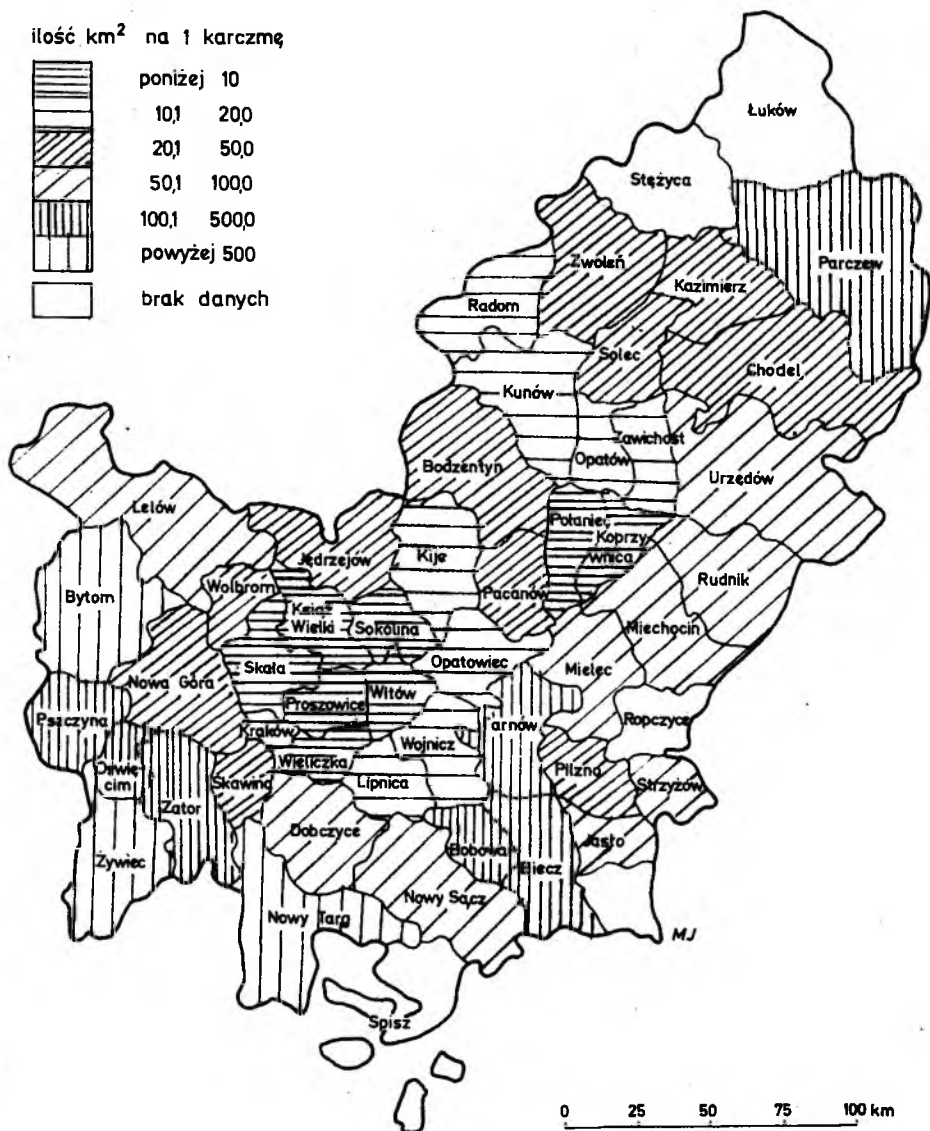 ilość km² na 1 karczmę
poniżej 10
10,1 20,0
20,1 50,0
50,1 100,0
100,1 500,0
powyżej 500
brak danych
Łuków
Stężyca
Parczew
Zwoleń
Kazimierz
Radom
Solec
Chodel
Kunów
Zawichost
Opatów
Bodzentyn
Urzędów
Lelów
Połaniec
Koprzy
wnica
Jędrzejów
Kije
Rudnik
Wolbrom
Bytom
Pacanów
Książ
Wielki
Sokolina
Miechocin
Skała
Opatowiec
Mielec
Nowa Góra
Witów
Proszowice
Pszczyna
Tarnów
Ropczyce
Kraków
Wojnicz
Oświę-
cim
Wieliczka
Pilzno
Skawina
Lipnica
Strzyżów
Zator
Dobczyce
Bobowa
Jasło
Żywiec
Biecz
Nowy Sącz
Nowy Targ
MJ
Spisz
0 25 50 75 100 km